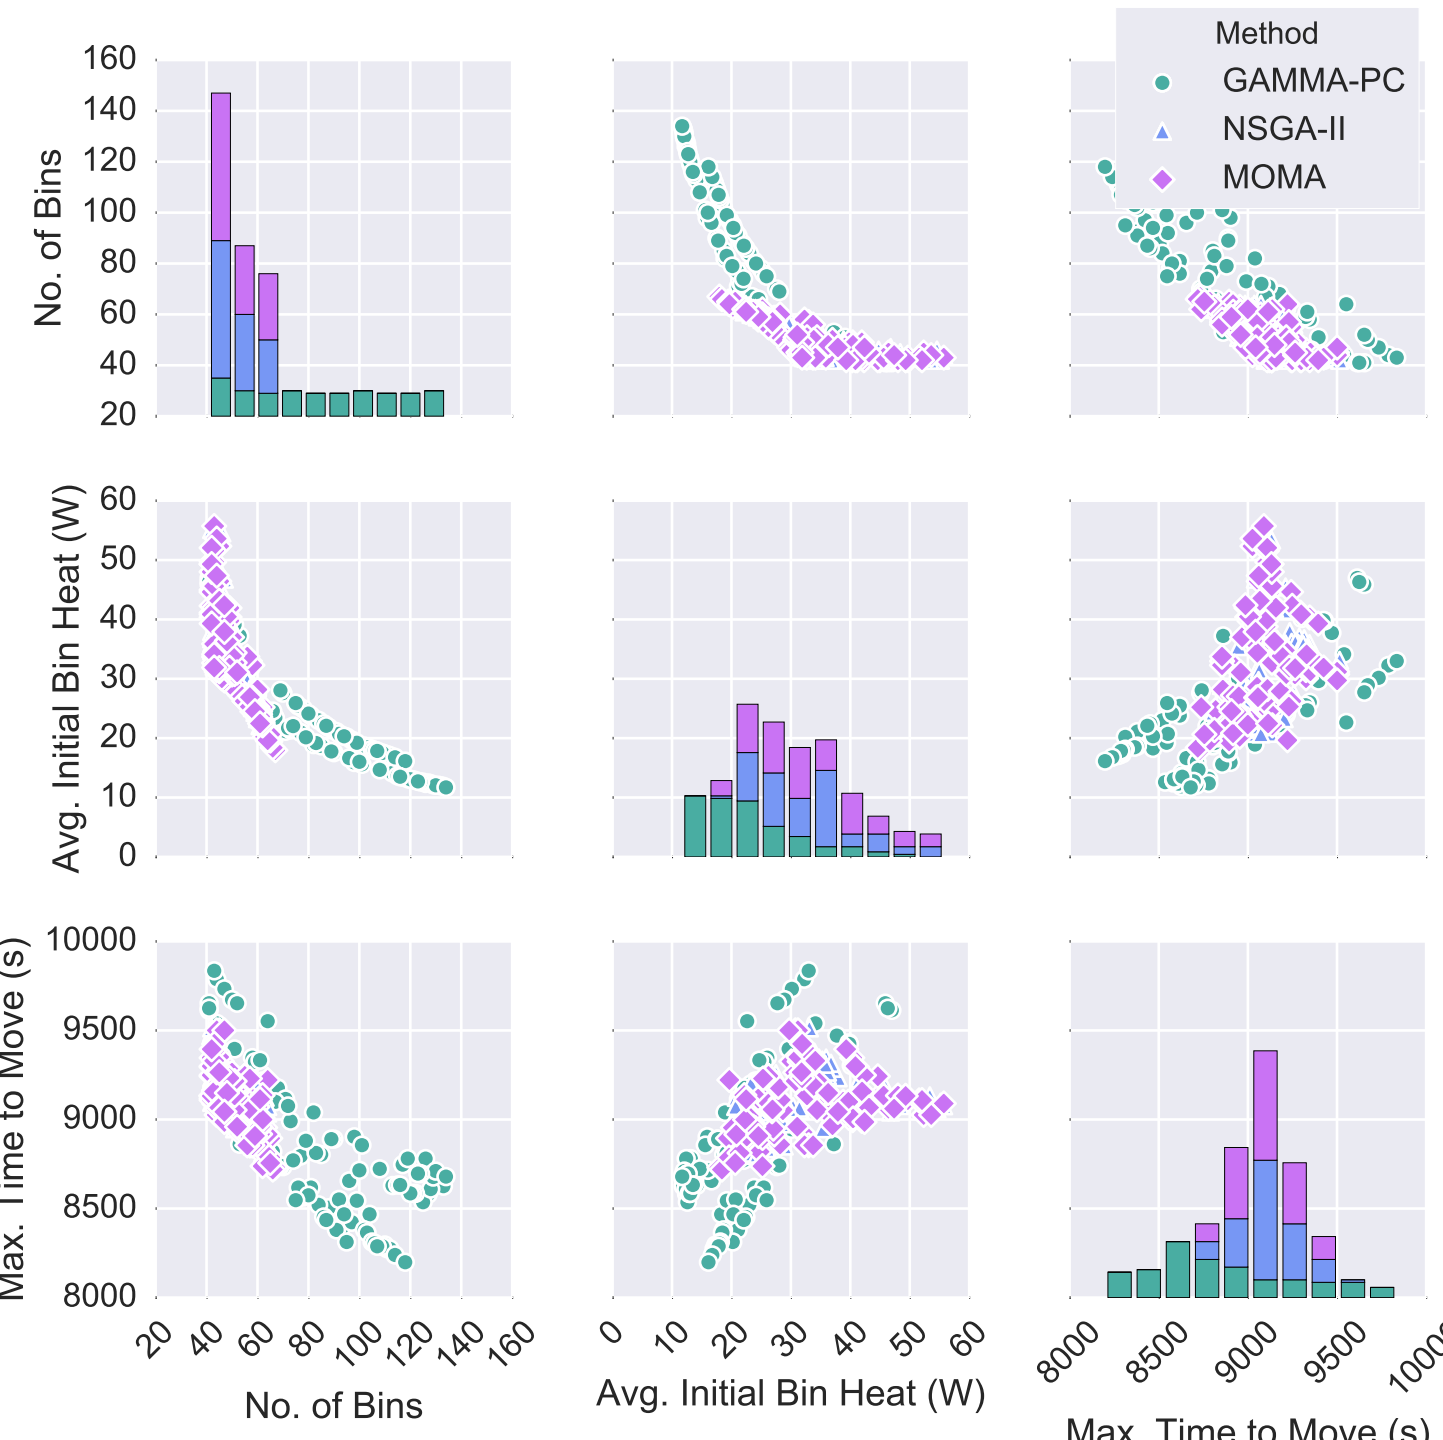 Method
GAMMA-PC
NSGA-II
MOMA
No. of Bins
160
140
120
100
80
60
40
20
Avg. Initial Bin Heat (W)
60
50
40
30
20
10
0
Max. Time to Move (s)
10000
9500
9000
8500
8000
20 40 60 80 100 120 140 160
0 10 20 30 40 50 60
8000 8500 9000 9500 1000
No. of Bins
Avg. Initial Bin Heat (W)
Max. Time to Move (s)